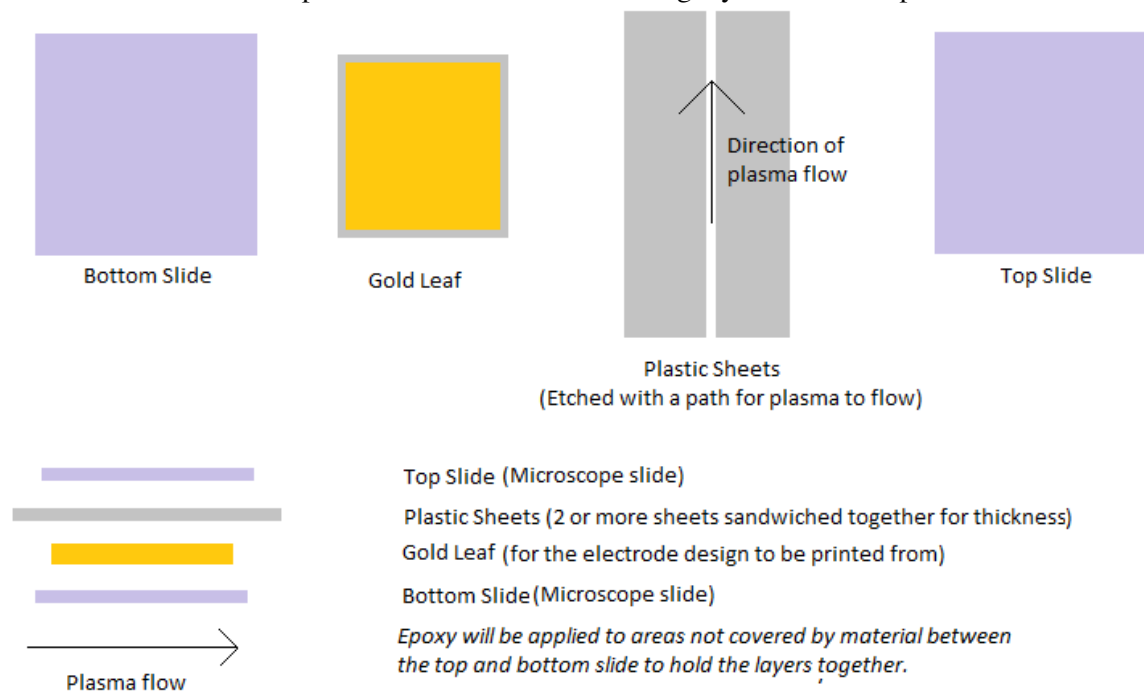 Bottom Slide
Gold Leaf
Direction of
plasma flow
Top Slide
Plastic Sheets
(Etched with a path for plasma to flow)
Top Slide (Microscope slide)
Plastic Sheets (2 or more sheets sandwiched together for thickness)
Gold Leaf (for the electrode design to be printed from)
Bottom Slide (Microscope slide)
Epoxy will be applied to areas not covered by material between
the top and bottom slide to hold the layers together.
Plasma flow